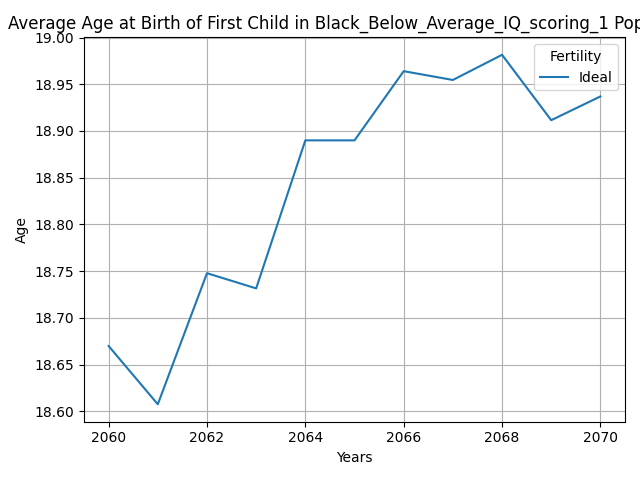 Average Age at Birth of First Child in Black_Below_Average_IQ_scoring_1 Pop
19.00
18.95
18.90
18.85
18.80
18.75
18.70
18.65
18.60
Age
Fertility
Ideal
2060 2062 2064 2066 2068 2070
Years